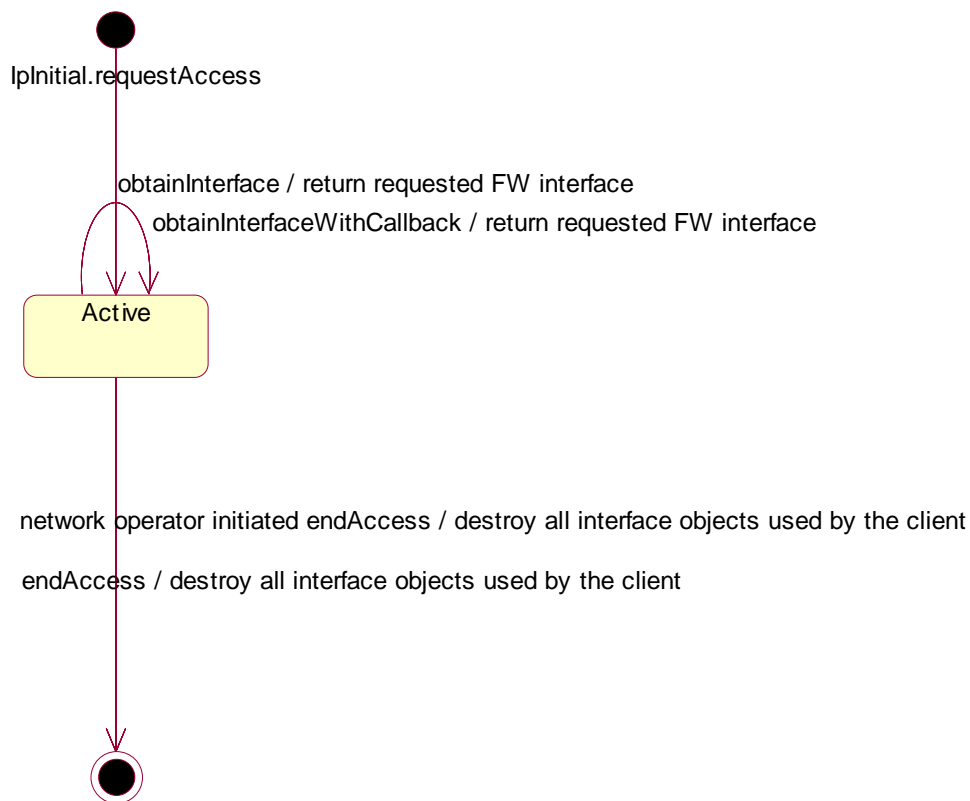 IpInitial.requestAccess
obtainInterface / return requested FW interface
obtainInterfaceWithCallback / return requested FW interface
Active
network operator initiated endAccess / destroy all interface objects used by the client
endAccess / destroy all interface objects used by the client